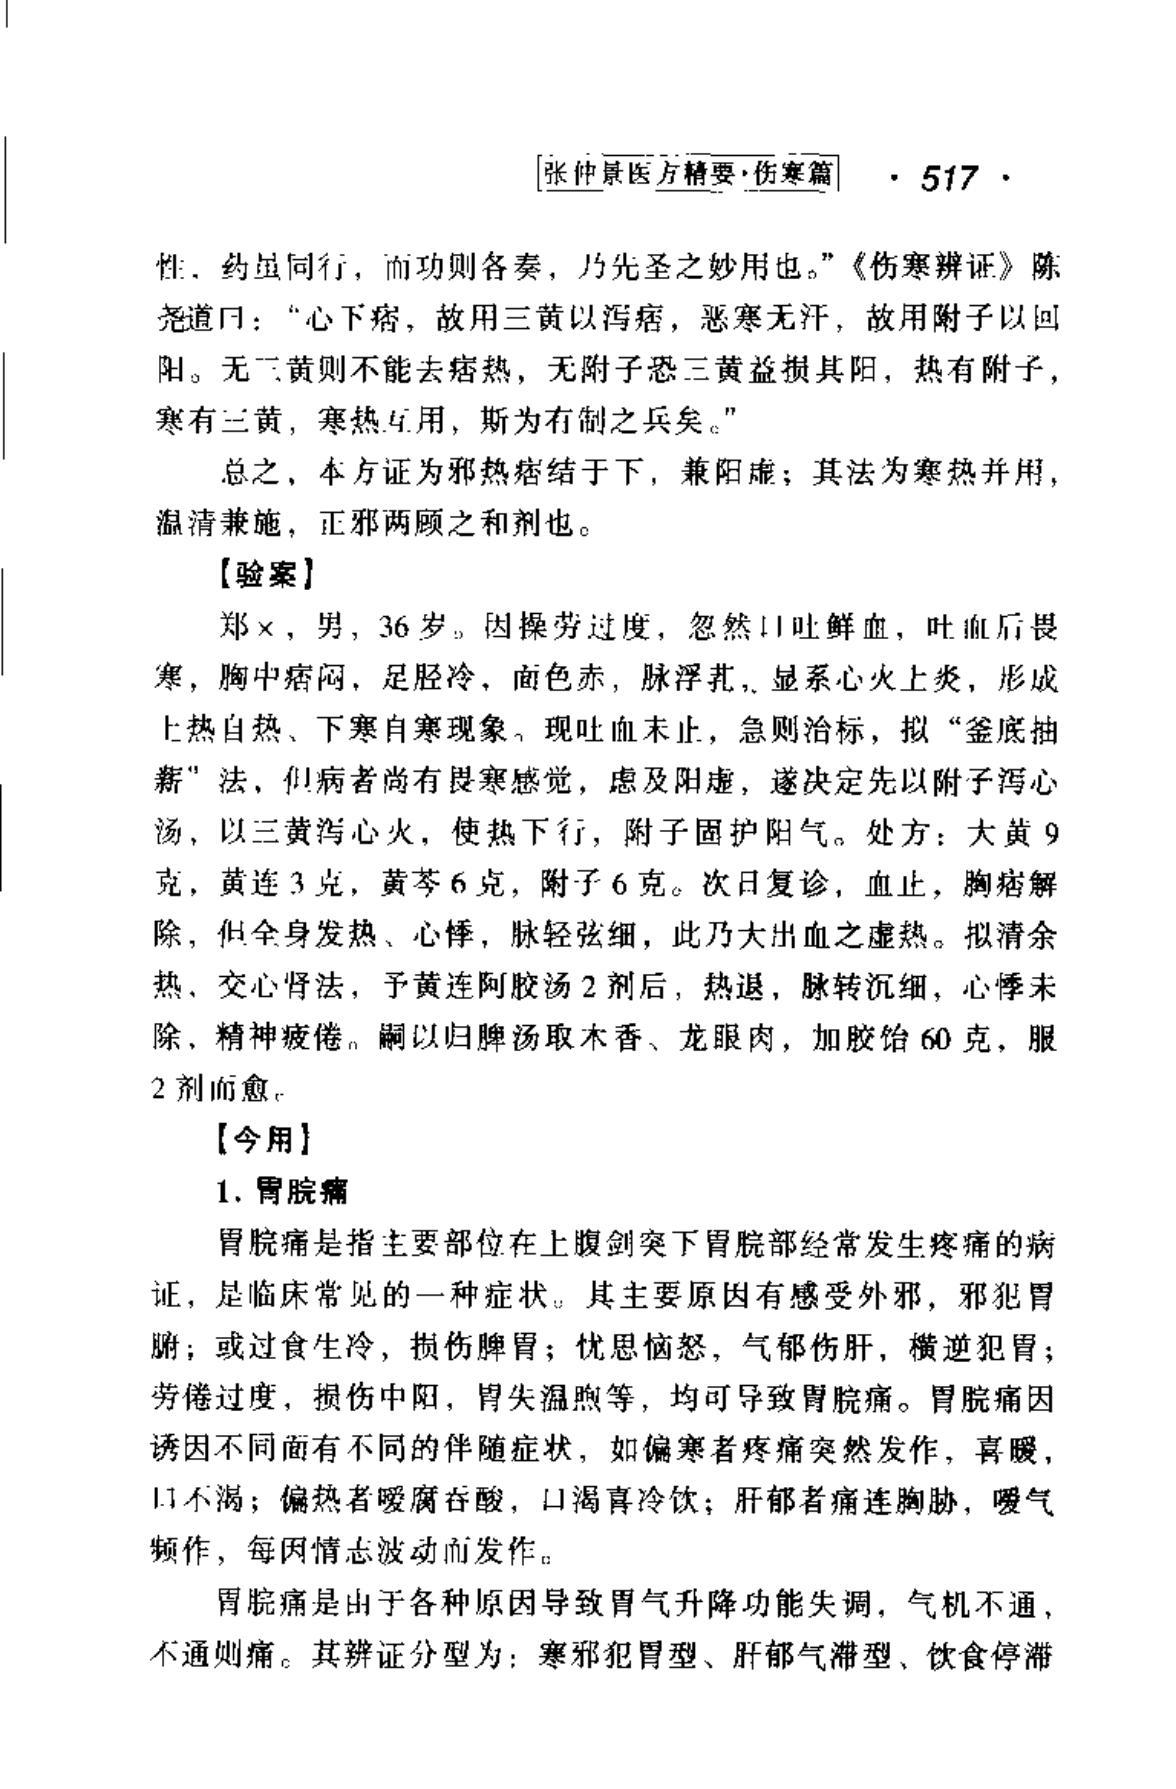 张仲景医方精要·伤寒篇 · 517 ·
性，药虽同行，而功则各奏，乃先圣之妙用也。”《伤寒辨证》陈
尧道曰：“心下痞，故用三黄以泻痞，恶寒无汗，故用附子以回
阳。无三黄则不能去痞热，无附子恐三黄益损其阳，热有附子，
寒有三黄，寒热互用，斯为有制之兵矣。”
总之，本方证为邪热痞结于下，兼阳虚；其法为寒热并用，
温清兼施，正邪两顾之和剂也。
【验案】
郑×，男，36岁。因操劳过度，忽然口吐鲜血，吐血后畏
寒，胸中痞闷，足胫冷，面色赤，脉浮芤，显系心火上炎，形成
上热自热、下寒自寒现象。现吐血未止，急则治标，拟“釜底抽
薪”法，但病者尚有畏寒感觉，虑及阳虚，遂决定先以附子泻心
汤，以三黄泻心火，使热下行，附子固护阳气。处方：大黄9
克，黄连3克，黄芩6克，附子6克。次日复诊，血止，胸痞解
除，但全身发热、心悸，脉轻弦细，此乃大出血之虚热。拟清余
热、交心肾法，予黄连阿胶汤2剂后，热退，脉转沉细，心悸未
除，精神疲倦。嗣以归脾汤取木香、龙眼肉，加胶饴60克，服
2剂而愈。
【今用】
1. 胃脘痛
胃脘痛是指主要部位在上腹剑突下胃脘部经常发生疼痛的病
证，是临床常见的一种症状。其主要原因有感受外邪，邪犯胃
腑；或过食生冷，损伤脾胃；忧思恼怒，气郁伤肝，横逆犯胃；
劳倦过度，损伤中阳，胃失温煦等，均可导致胃脘痛。胃脘痛因
诱因不同面有不同的伴随症状，如偏寒者疼痛突然发作，喜暖，
口不渴；偏热者嗳腐吞酸，口渴喜冷饮；肝郁者痛连胸胁，嗳气
频作，每因情志波动而发作。
胃脘痛是由于各种原因导致胃气升降功能失调，气机不通，
不通则痛。其辨证分型为：寒邪犯胃型、肝郁气滞型、饮食停滞